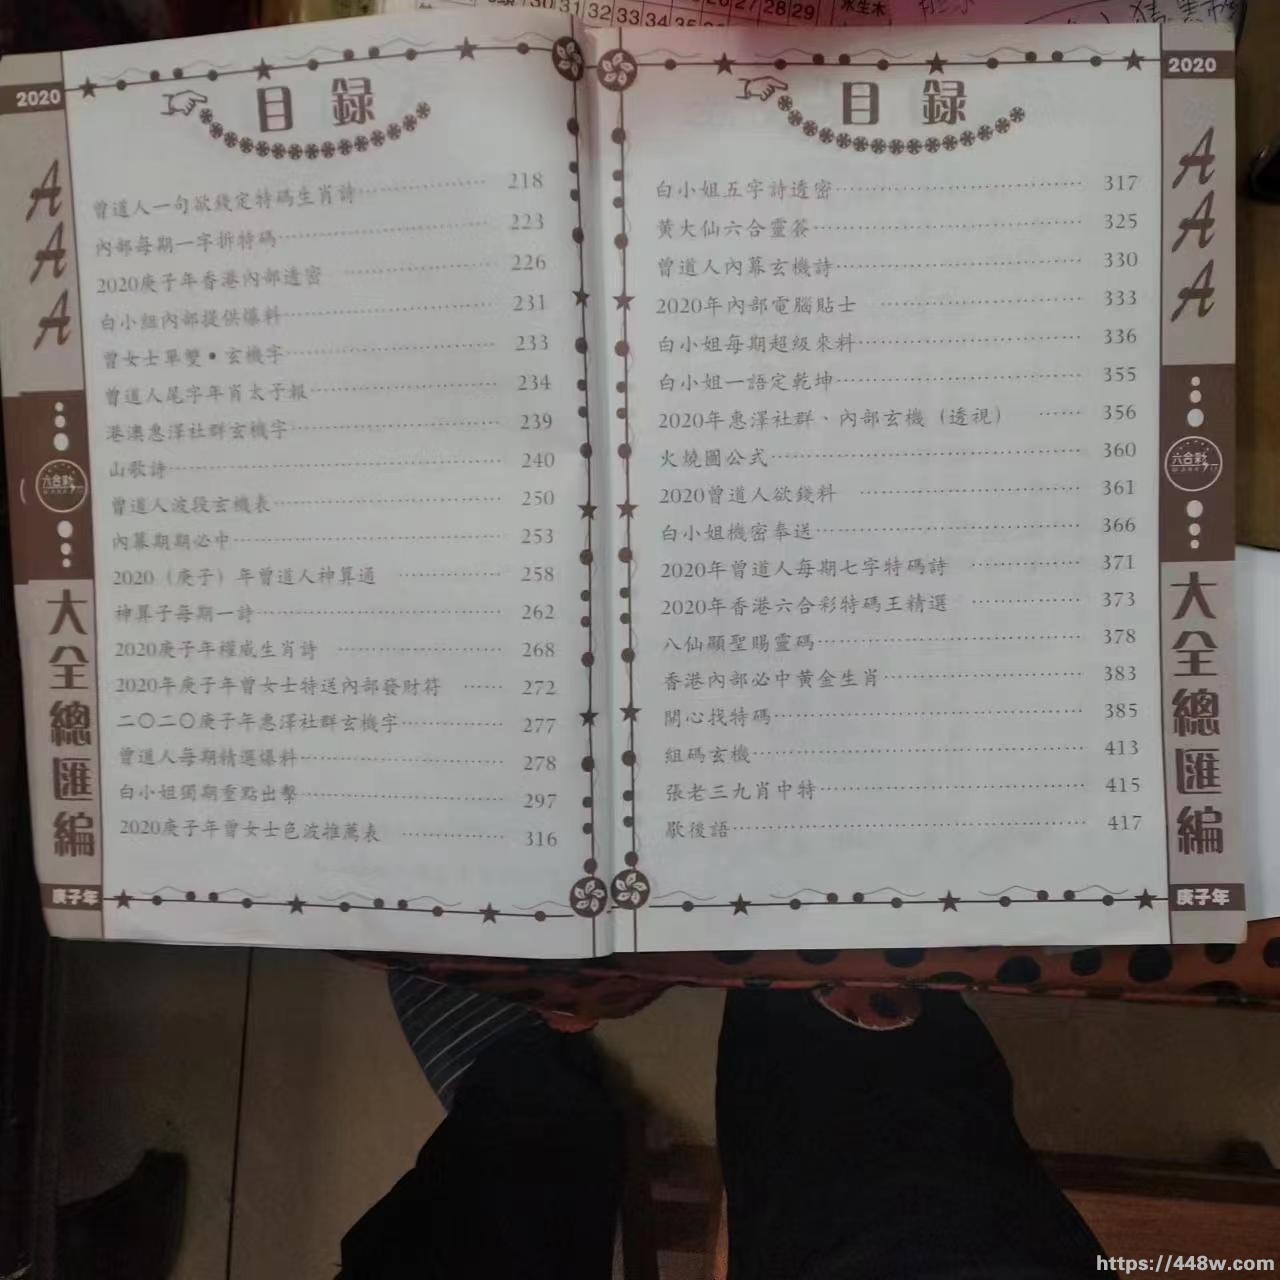 30 31 32 33 34 35
26 27 28 29
水生木
2020
AAA
六合彩
大全總匯編
庚子年
目錄
曾道人一句欲錢定特碼生肖詩 218
內部每期一字拆特碼 223
2020庚子年香港內部透密 226
白小組內部提供爆料 231
曾女士單雙•玄機字 233
曾道人尾字年肖太子報 234
港澳惠澤社群玄機字 239
山歌詩 240
曾道人波段玄機表 250
內幕期期必中 253
2020（庚子）年曾道人神算通 258
神算子每期一詩 262
2020庚子年權威生肖詩 268
2020年庚子年曾女士特送內部發財符 272
二〇二〇庚子年惠澤社群玄機字 277
曾道人每期精選爆料 278
白小姐獨期重點出擊 297
2020庚子年曾女士色波推薦表 316
目錄
白小姐五字詩透密 317
黄大仙六合靈簽 325
曾道人內幕玄機詩 330
2020年內部電腦貼士 333
白小姐每期超級來料 336
白小姐一語定乾坤 355
2020年惠澤社群、內部玄機（透視） 356
火燒圖公式 360
2020曾道人欲錢料 361
白小姐機密奉送 366
2020年曾道人每期七字特碼詩 371
2020年香港六合彩特碼王精選 373
八仙顯聖賜靈碼 378
香港內部必中黄金生肖 383
開心找特碼 385
組碼玄機 413
張老三九肖中特 415
歇後語 417
2020
AAA
六合彩
大全總匯編
庚子年
https://448w.com